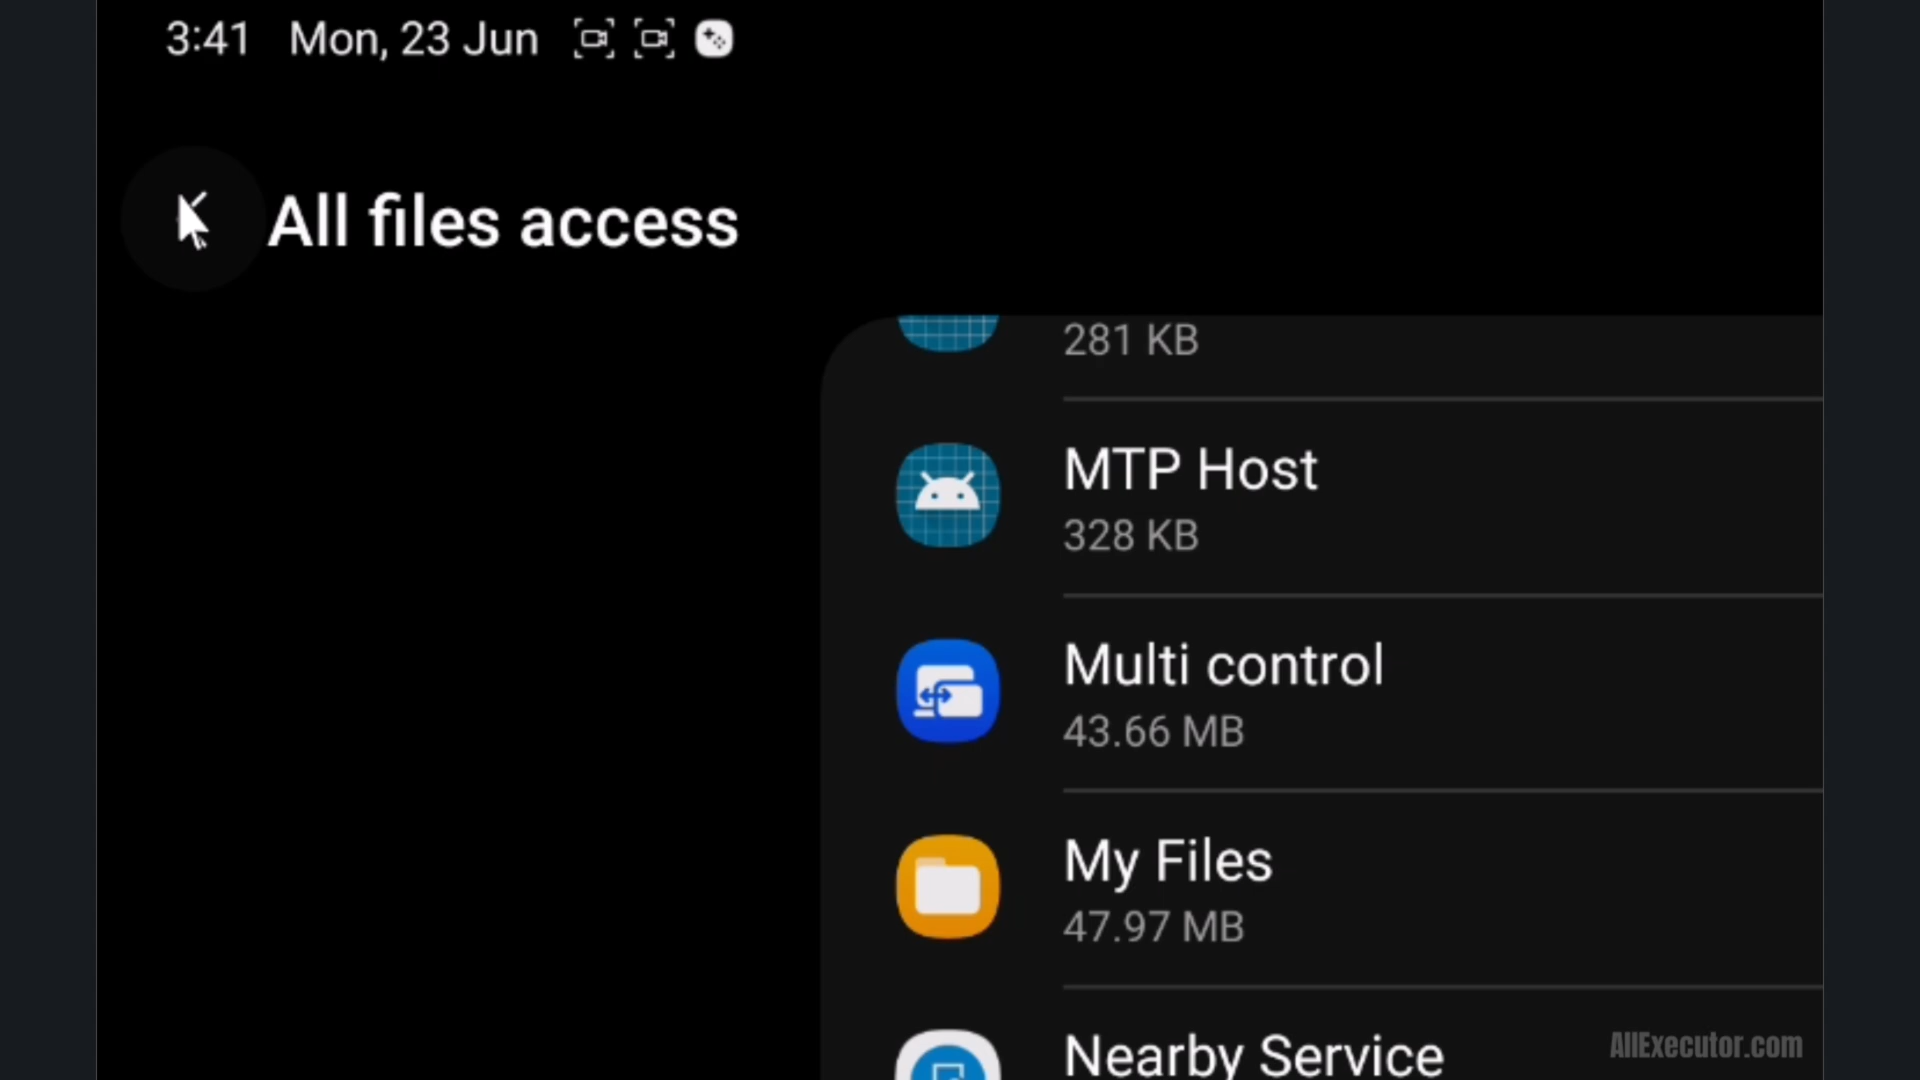 3:41 Mon, 23 Jun
All files access
281 KB
MTP Host
328 KB
Multi control
43.66 MB
My Files
47.97 MB
Nearby Service
AllExecutor.com